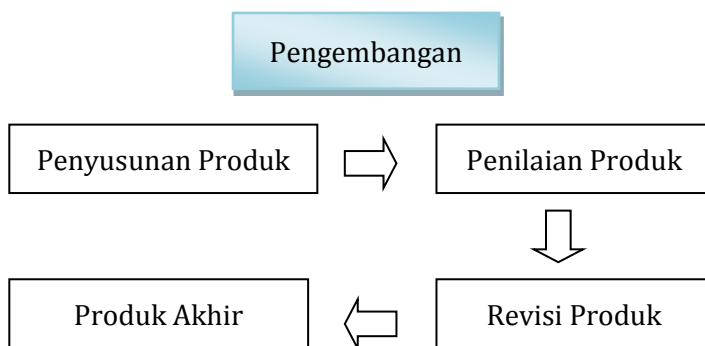 Pengembangan
Penyusunan Produk
Penilaian Produk
Produk Akhir
Revisi Produk